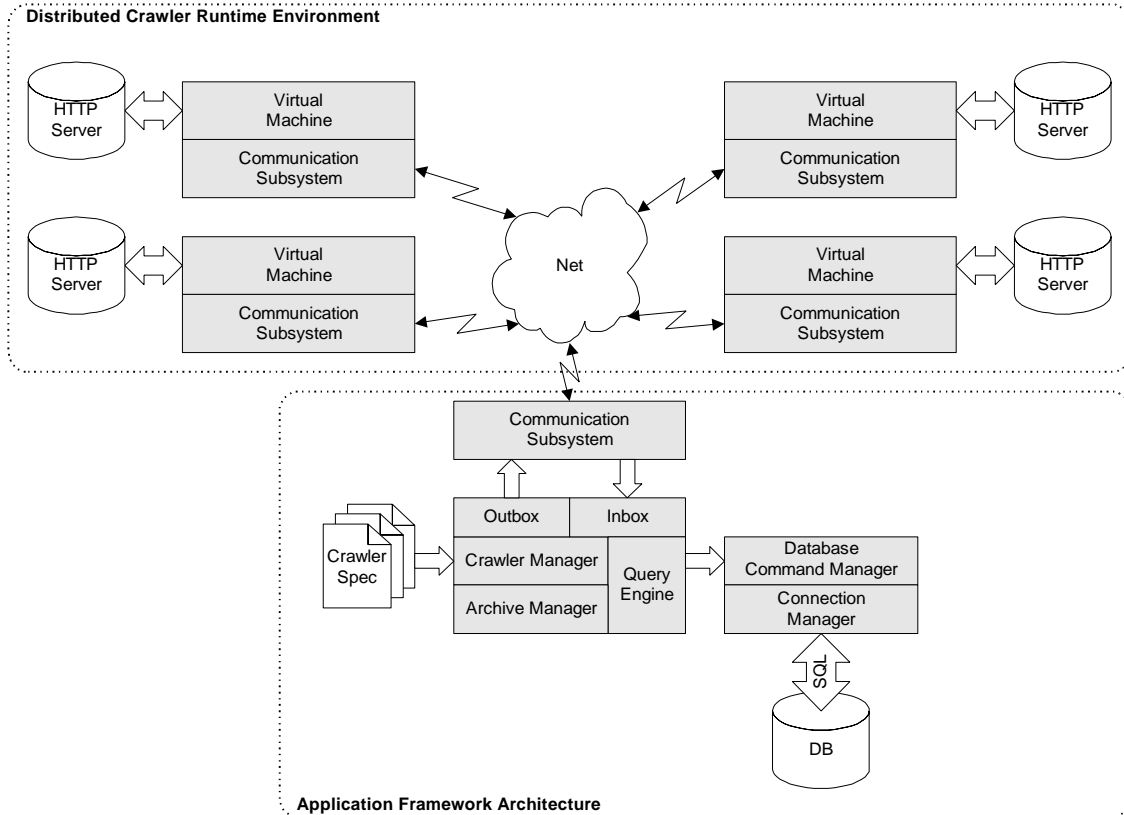 Distributed Crawler Runtime Environment
HTTP
Server
Virtual
Machine
Communication
Subsystem
Virtual
Machine
Communication
Subsystem
HTTP
Server
HTTP
Server
Virtual
Machine
Communication
Subsystem
Net
Virtual
Machine
Communication
Subsystem
HTTP
Server
Communication
Subsystem
Outbox
Inbox
Crawler
Spec
Crawler Manager
Archive Manager
Query
Engine
Database
Command Manager
Connection
Manager
SQL
DB
Application Framework Architecture